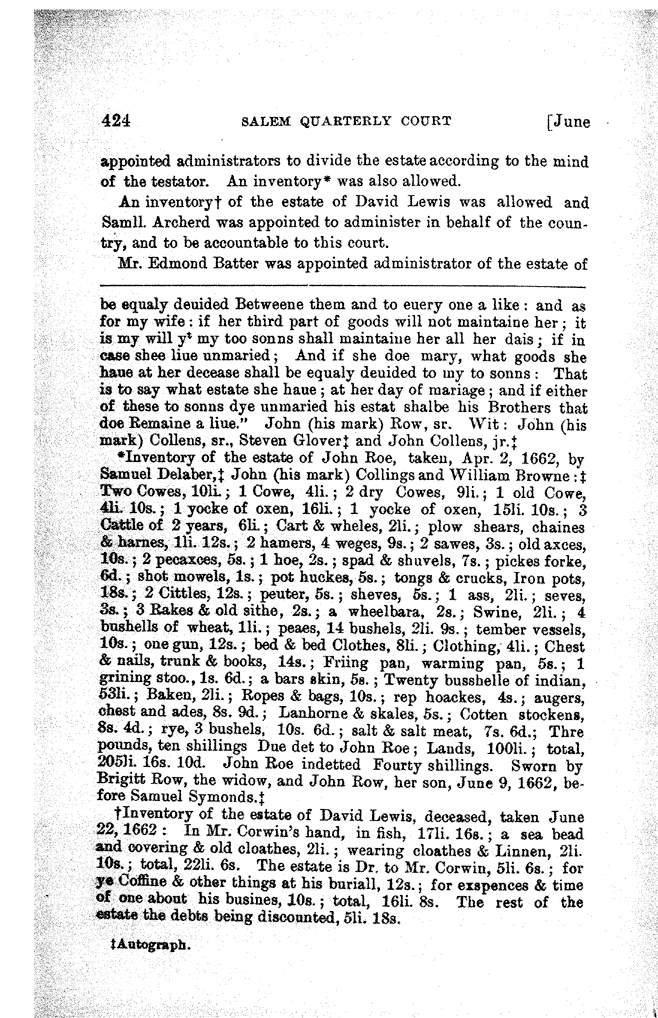 424 SALEM QUARTERLY COURT [June
appointed administrators to divide the estate according to the mind
of the testator. An inventory* was also allowed.
An inventory† of the estate of David Lewis was allowed and
Samll. Archerd was appointed to administer in behalf of the coun-
try, and to be accountable to this court.
Mr. Edmond Batter was appointed administrator of the estate of
be equaly deuided Betweene them and to euery one a like : and as
for my wife : if her third part of goods will not maintaine her ; it
is my will yᵗ my too sonns shall maintaine her all her dais ; if in
case shee liue unmaried ; And if she doe mary, what goods she
haue at her decease shall be equaly deuided to my to sonns : That
is to say what estate she haue ; at her day of mariage ; and if either
of these to sonns dye unmaried his estat shalbe his Brothers that
doe Remaine a liue." John (his mark) Row, sr. Wit : John (his
mark) Collens, sr., Steven Glover‡ and John Collens, jr.‡
*Inventory of the estate of John Roe, taken, Apr. 2, 1662, by
Samuel Delaber,‡ John (his mark) Collings and William Browne :‡
Two Cowes, 10li. ; 1 Cowe, 4li. ; 2 dry Cowes, 9li. ; 1 old Cowe,
4li. 10s. ; 1 yocke of oxen, 16li. ; 1 yocke of oxen, 15li. 10s. ; 3
Cattle of 2 years, 6li. ; Cart & wheles, 2li. ; plow shears, chaines
& harnes, 1li. 12s. ; 2 hamers, 4 weges, 9s. ; 2 sawes, 3s. ; old axces,
10s. ; 2 pecaxces, 5s. ; 1 hoe, 2s. ; spad & shuvels, 7s. ; pickes forke,
6d. ; shot mowels, 1s. ; pot huckes, 5s. ; tongs & crucks, Iron pots,
18s. ; 2 Cittles, 12s. ; peuter, 5s. ; sheves, 5s. ; 1 ass, 2li. ; seves,
3s. ; 3 Rakes & old sithe, 2s. ; a wheelbara, 2s. ; Swine, 2li. ; 4
bushells of wheat, 1li. ; peaes, 14 bushels, 2li. 9s. ; tember vessels,
10s. ; one gun, 12s. ; bed & bed Clothes, 8li. ; Clothing, 4li. ; Chest
& nails, trunk & books, 14s. ; Friing pan, warming pan, 5s. ; 1
grining stoo., 1s. 6d. ; a bars skin, 5s. ; Twenty busshelle of indian,
53li. ; Baken, 2li. ; Ropes & bags, 10s. ; rep hoackes, 4s. ; augers,
chest and ades, 8s. 9d. ; Lanhorne & skales, 5s. ; Cotten stockens,
8s. 4d. ; rye, 3 bushels, 10s. 6d. ; salt & salt meat, 7s. 6d.; Thre
pounds, ten shillings Due det to John Roe ; Lands, 100li. ; total,
205li. 16s. 10d. John Roe indetted Fourty shillings. Sworn by
Brigitt Row, the widow, and John Row, her son, June 9, 1662, be-
fore Samuel Symonds.‡
†Inventory of the estate of David Lewis, deceased, taken June
22, 1662 : In Mr. Corwin's hand, in fish, 17li. 16s. ; a sea bead
and covering & old cloathes, 2li. ; wearing cloathes & Linnen, 2li.
10s. ; total, 22li. 6s. The estate is Dr. to Mr. Corwin, 5li. 6s. ; for
ye Coffine & other things at his buriall, 12s. ; for exspences & time
of one about his busines, 10s. ; total, 16li. 8s. The rest of the
estate the debts being discounted, 5li. 18s.
‡Autograph.